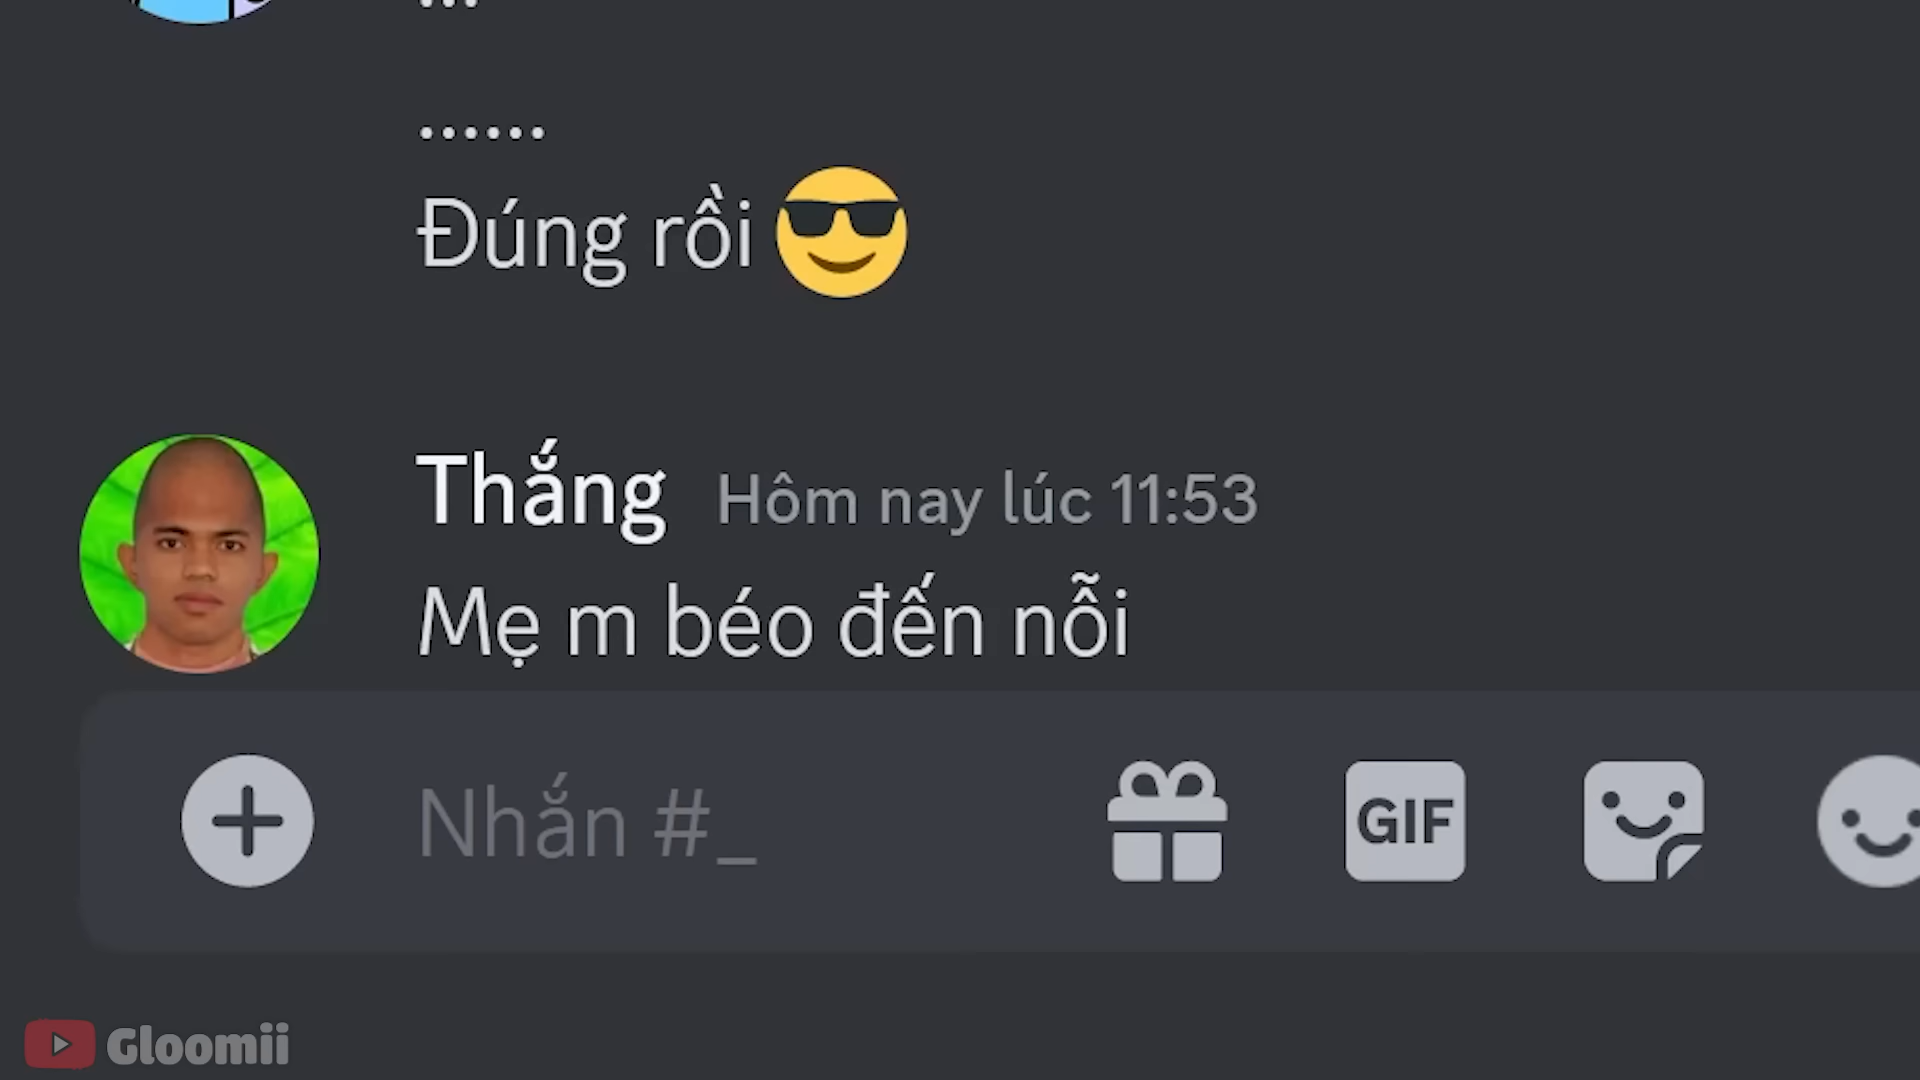 ...
......
Đúng rồi 😎
Thắng Hôm nay lúc 11:53
Mẹ m béo đến nỗi
Nhắn #_
GIF
Gloomii